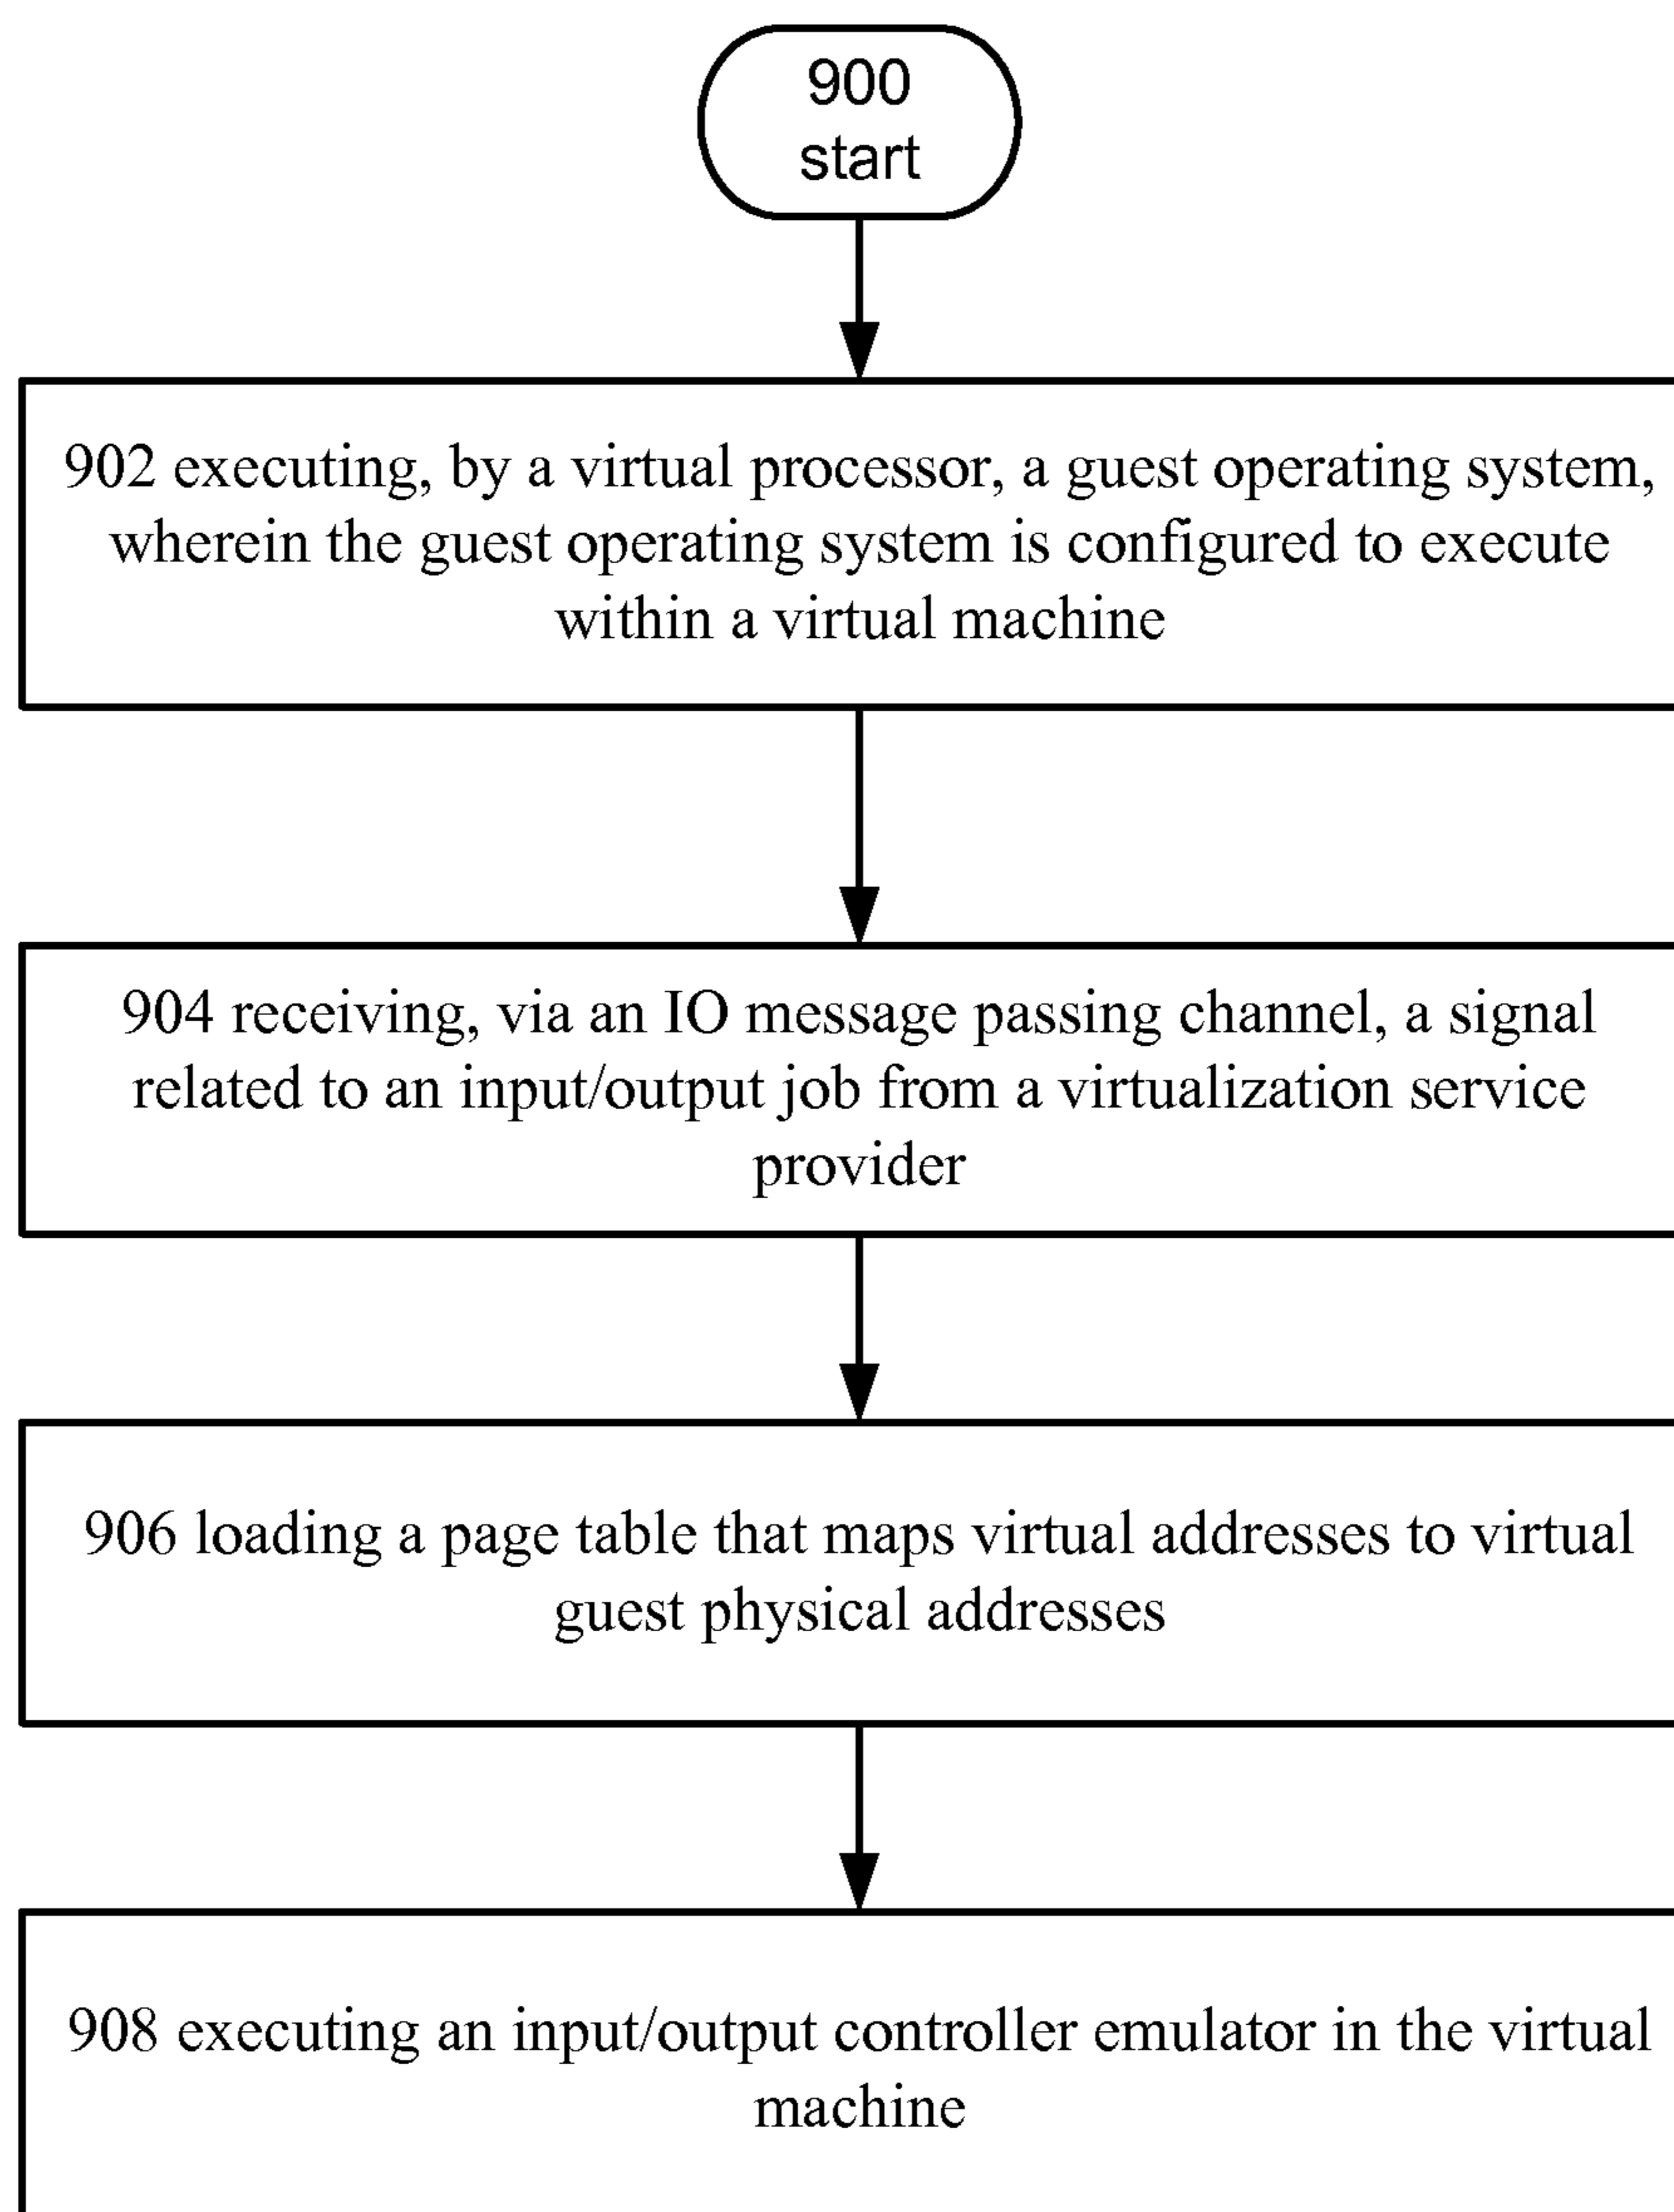 900
start
902 executing, by a virtual processor, a guest operating system,
wherein the guest operating system is configured to execute
within a virtual machine
904 receiving, via an IO message passing channel, a signal
related to an input/output job from a virtualization service
provider
906 loading a page table that maps virtual addresses to virtual
guest physical addresses
908 executing an input/output controller emulator in the virtual
machine